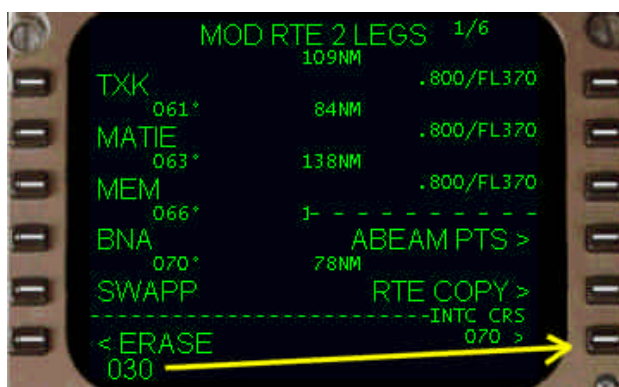 MOD RTE 2 LEGS 1/6
109NM
TXK .800/FL370
061° 84NM
MATIE .800/FL370
063° 138NM
MEM .800/FL370
066°
BNA ABEAM PTS >
070° 78NM
SWAPP RTE COPY >
INTC CRS
< ERASE 070 >
030